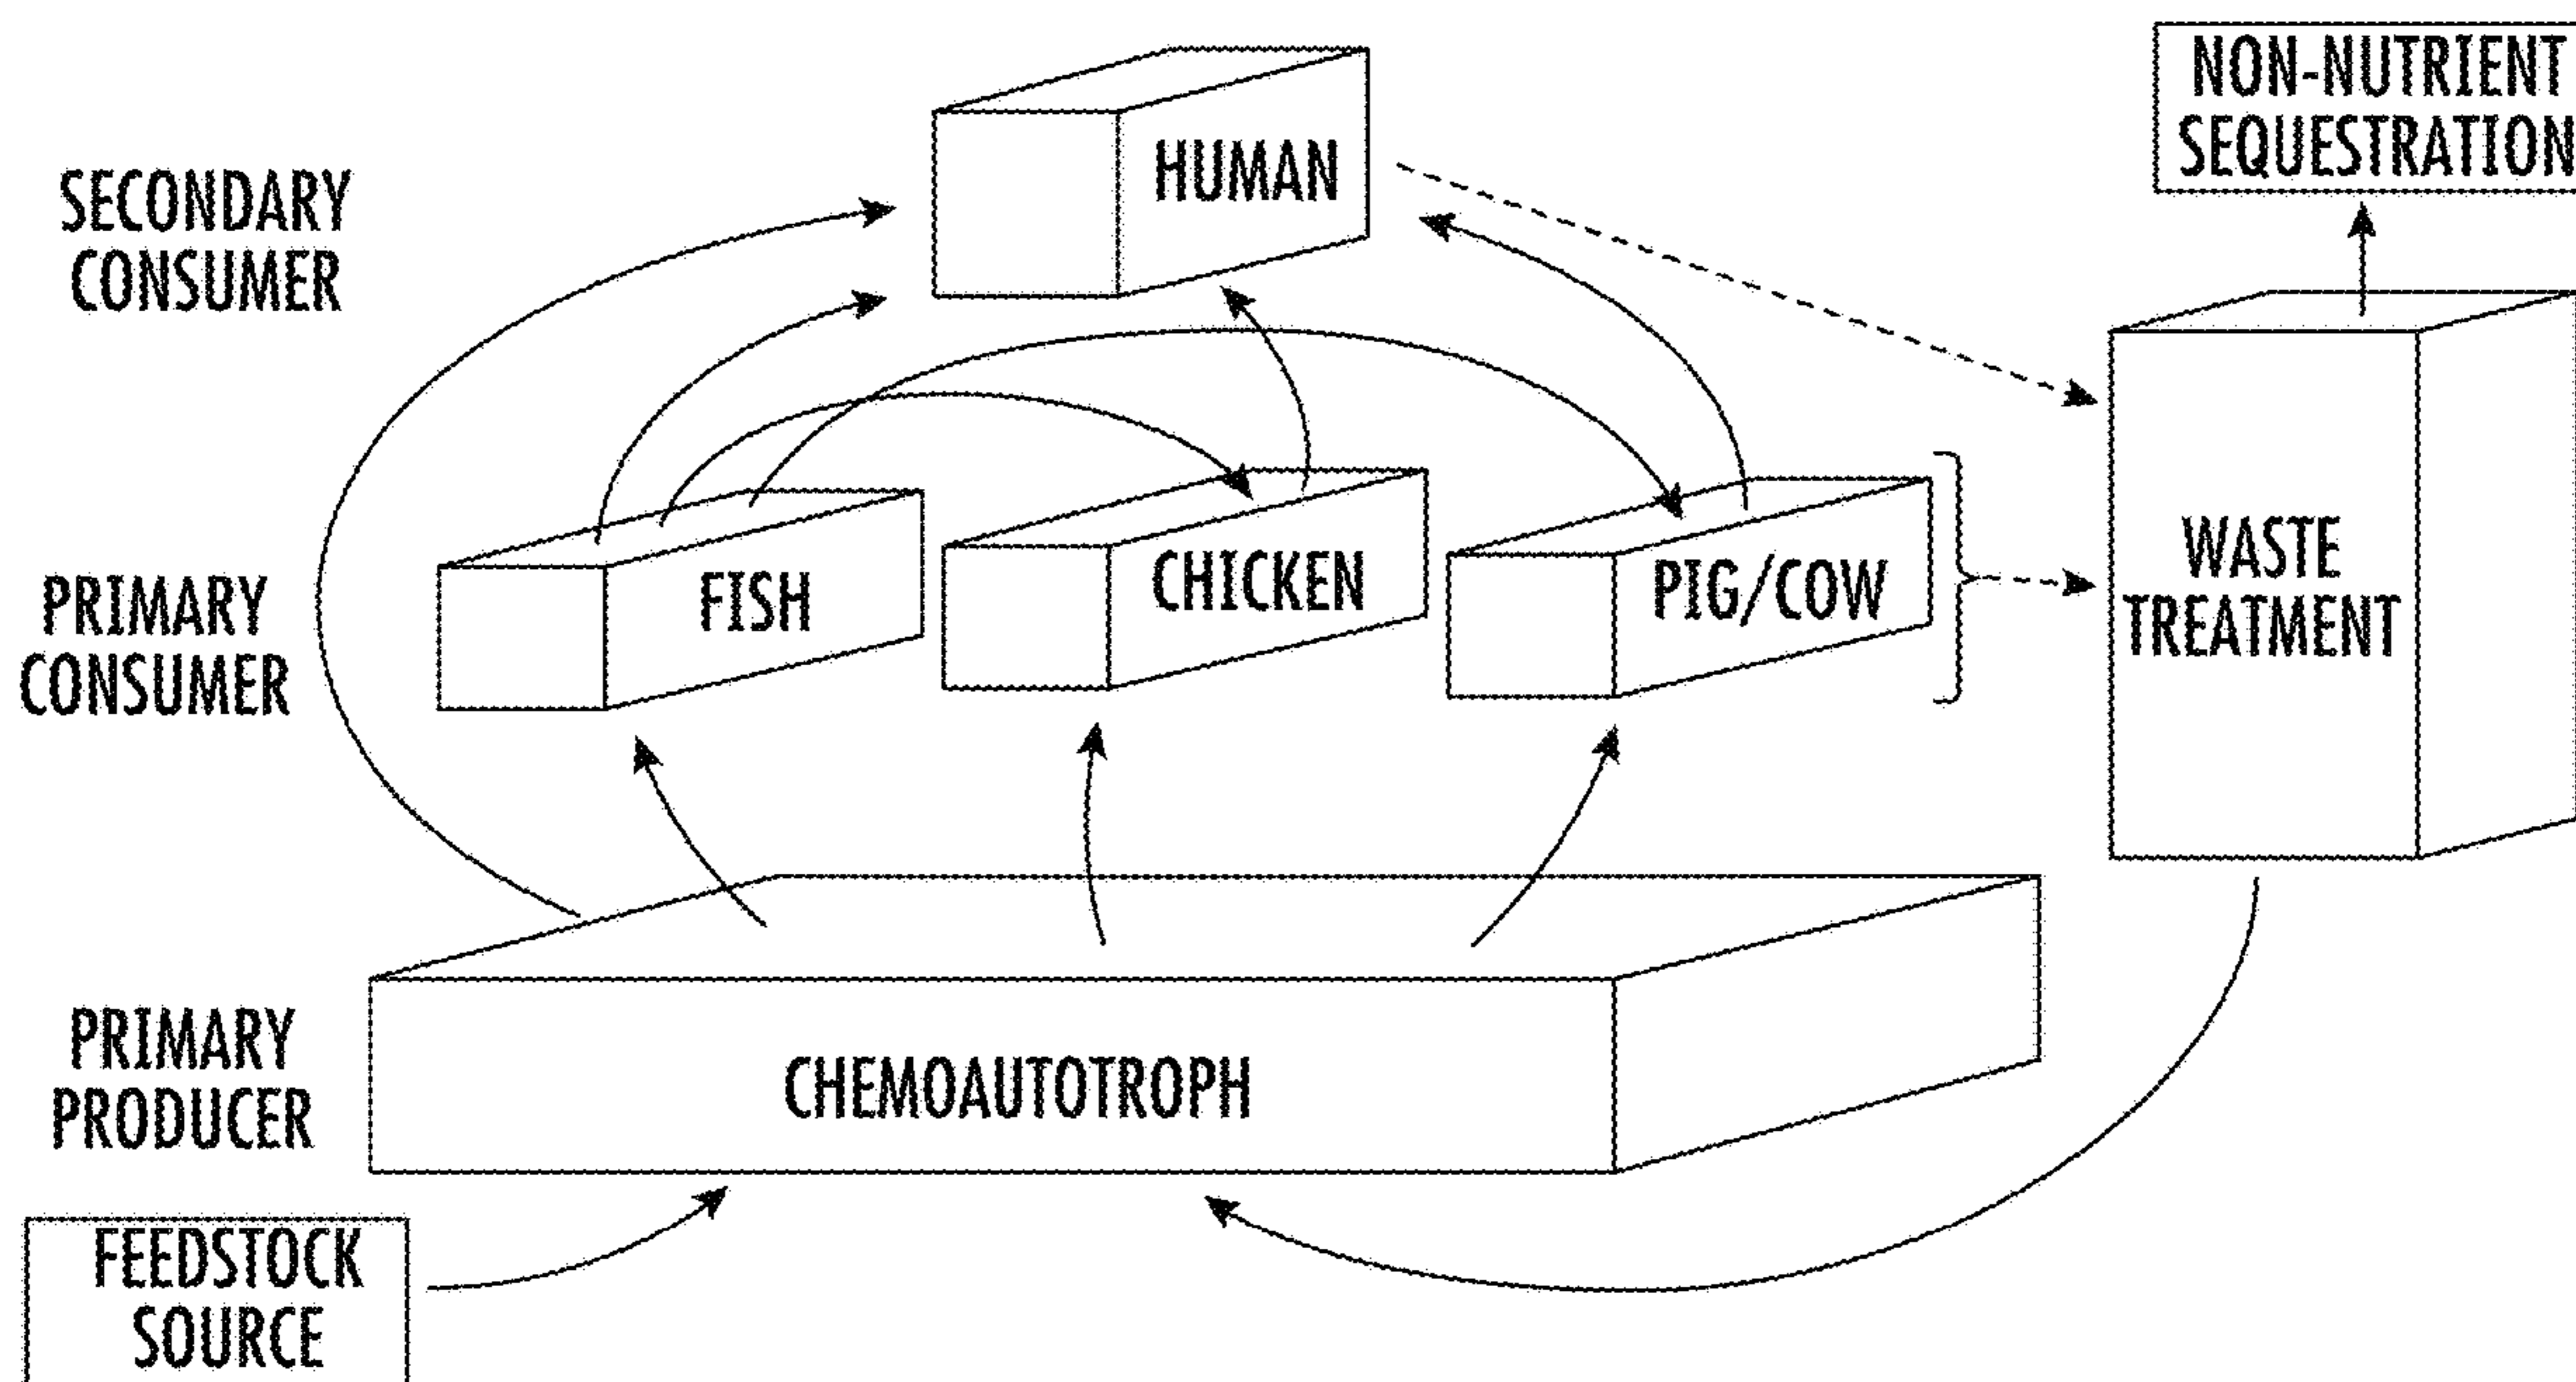 NON-NUTRIENT
SEQUESTRATION
HUMAN
SECONDARY
CONSUMER
FISH
CHICKEN
PIG/COW
WASTE
TREATMENT
PRIMARY
CONSUMER
PRIMARY
PRODUCER
CHEMOAUTOTROPH
FEEDSTOCK
SOURCE